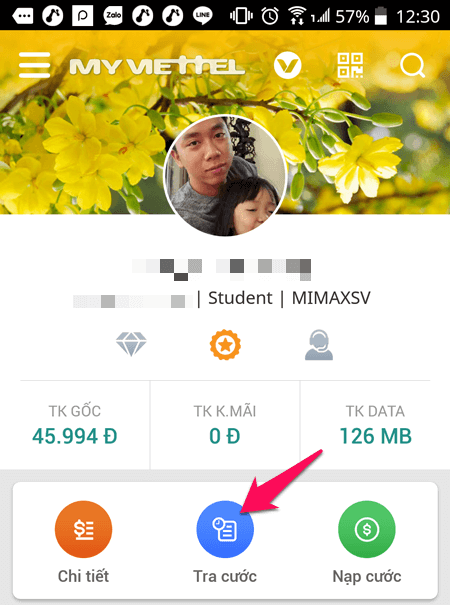 Zalo LINE 57% 12:30
MY VIETTEL
| Student | MIMAXSV
TK GỐC TK K.MÃI TK DATA
45.994 Đ 0 Đ 126 MB
Chi tiết Tra cước Nạp cước